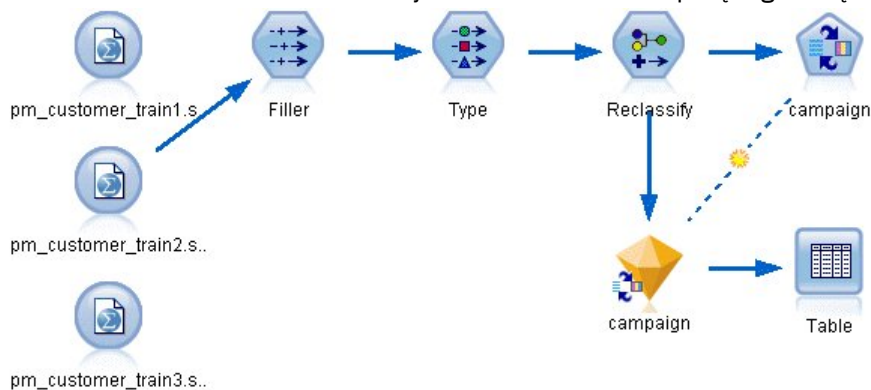 pm_customer_train1.s
Filler
Type
Reclassify
campaign
pm_customer_train2.s..
campaign
Table
pm_customer_train3.s..